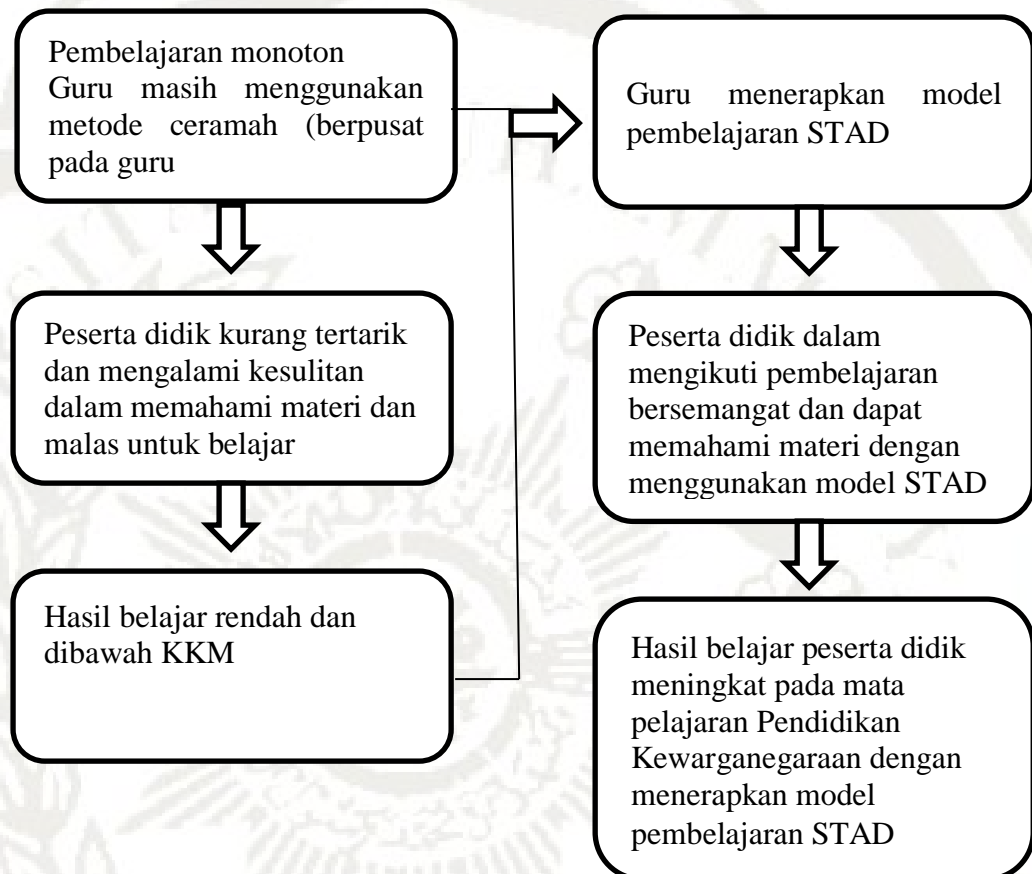 Pembelajaran monoton
Guru masih menggunakan
metode ceramah (berpusat
pada guru
Peserta didik kurang tertarik
dan mengalami kesulitan
dalam memahami materi dan
malas untuk belajar
Hasil belajar rendah dan
dibawah KKM
Guru menerapkan model
pembelajaran STAD
Peserta didik dalam
mengikuti pembelajaran
bersemangat dan dapat
memahami materi dengan
menggunakan model STAD
Hasil belajar peserta didik
meningkat pada mata
pelajaran Pendidikan
Kewarganegaraan dengan
menerapkan model
pembelajaran STAD